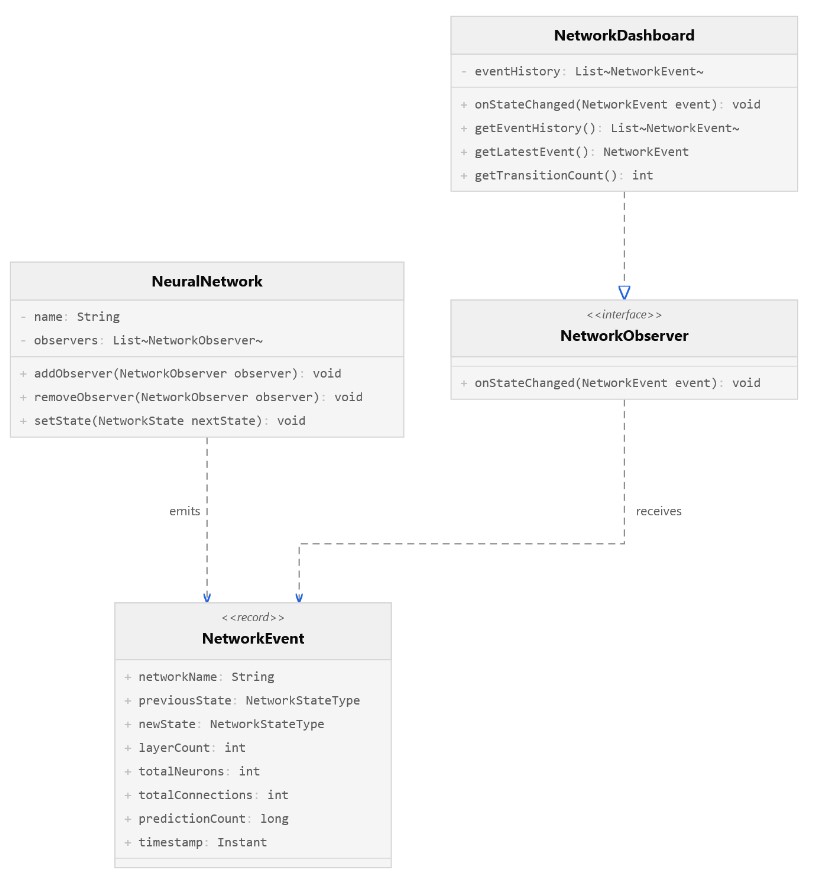 NetworkDashboard
- eventHistory: List~NetworkEvent~
+ onStateChanged(NetworkEvent event): void
+ getEventHistory(): List~NetworkEvent~
+ getLatestEvent(): NetworkEvent
+ getTransitionCount(): int
NeuralNetwork
- name: String
- observers: List~NetworkObserver~
+ addObserver(NetworkObserver observer): void
+ removeObserver(NetworkObserver observer): void
+ setState(NetworkState nextState): void
<<interface>>
NetworkObserver
+ onStateChanged(NetworkEvent event): void
emits
receives
<<record>>
NetworkEvent
+ networkName: String
+ previousState: NetworkStateType
+ newState: NetworkStateType
+ layerCount: int
+ totalNeurons: int
+ totalConnections: int
+ predictionCount: long
+ timestamp: Instant